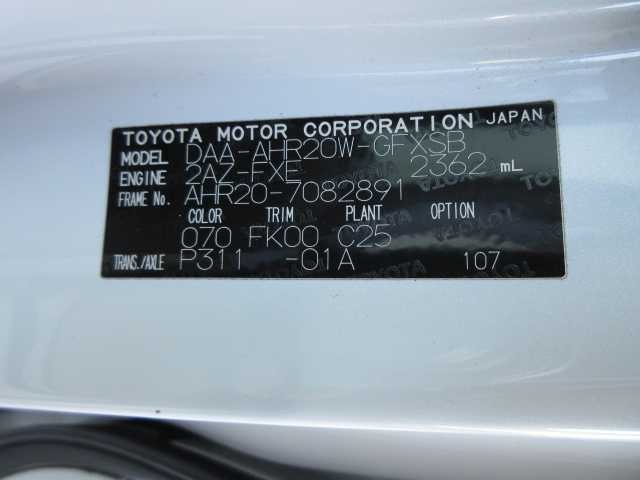 TOYOTA MOTOR CORPORATION JAPAN
MODEL DAA-AHR20W-GFXSB
ENGINE 2AZ-FXE 2362 mL
FRAME No. AHR20-7082891
COLOR TRIM PLANT OPTION
070 FK00 C25
TRANS./AXLE P311 -01A 107